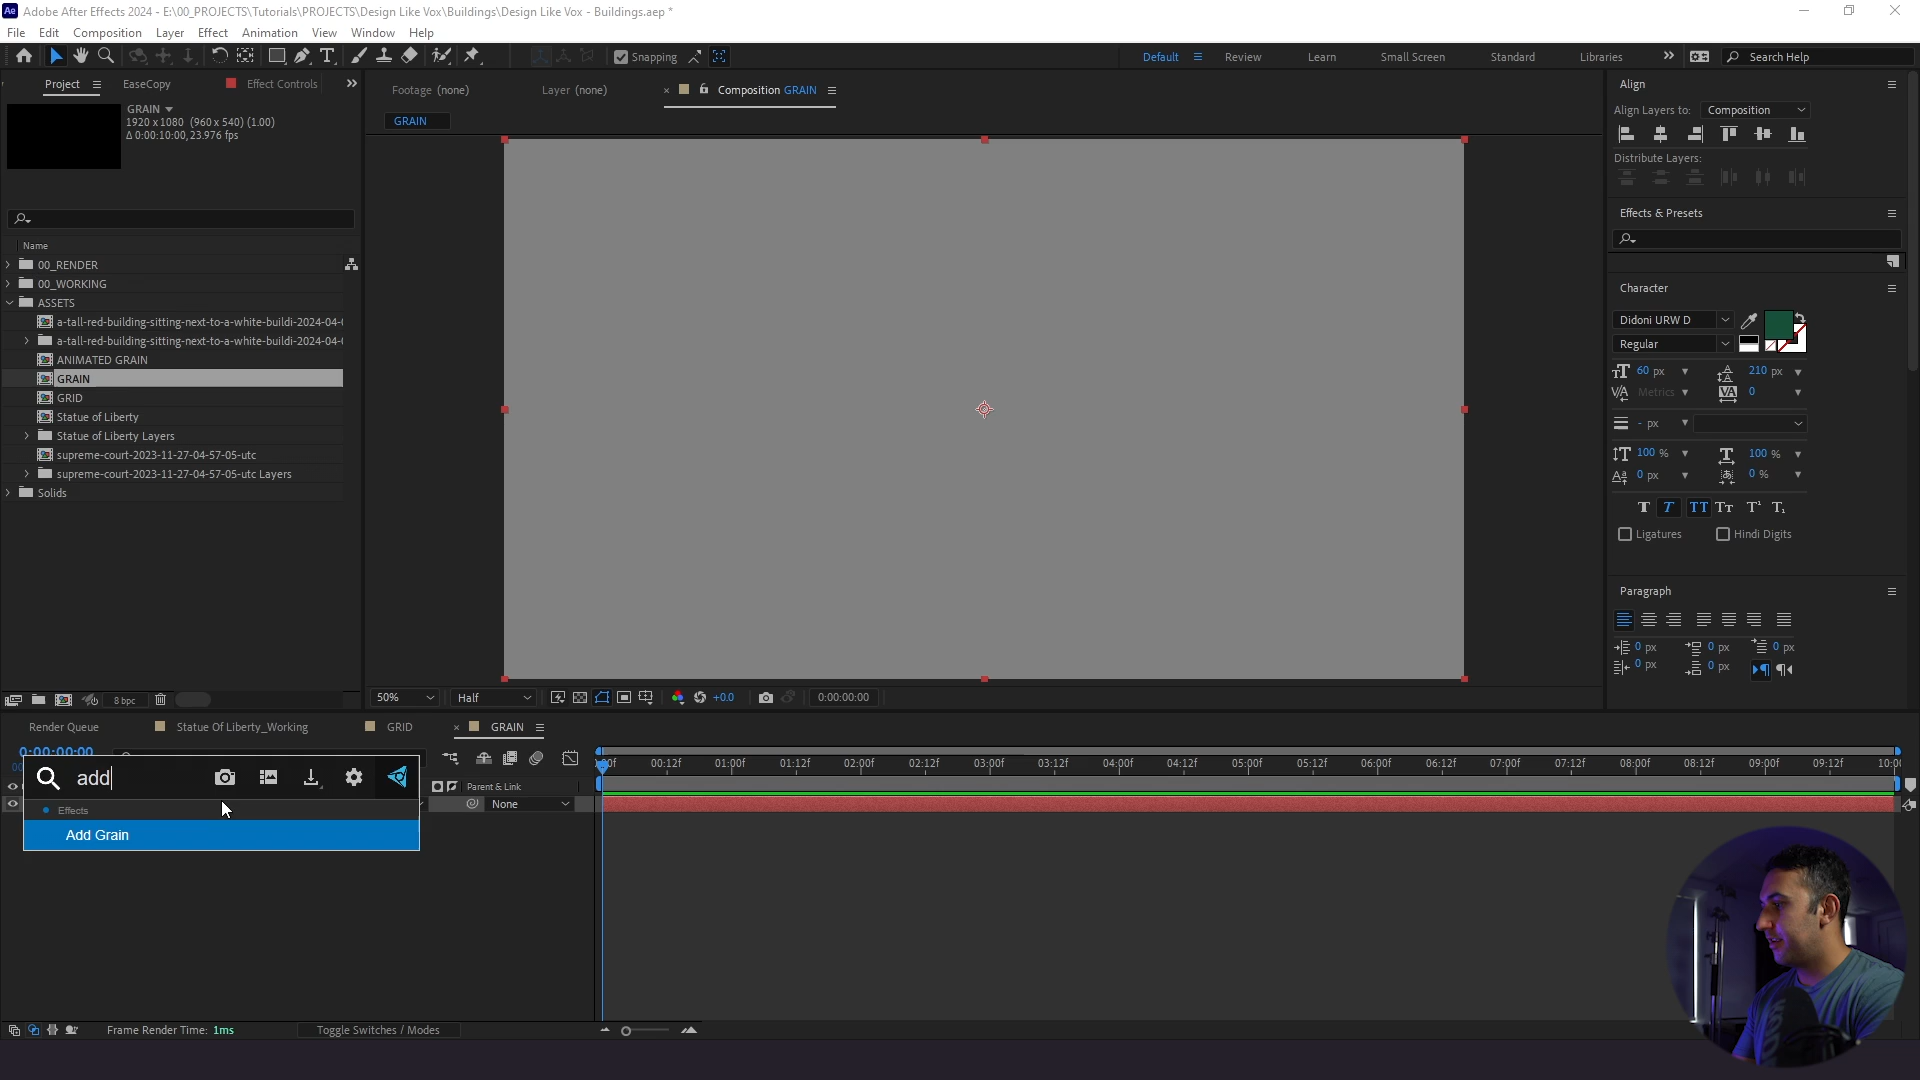 Ae Adobe After Effects 2024 - E:\00_PROJECTS\Tutorials\PROJECTS\Design Like Vox\Buildings\Design Like Vox - Buildings.aep *
File Edit Composition Layer Effect Animation View Window Help
Snapping
Default Review Learn Small Screen Standard Libraries Search Help
Project EaseCopy Effect Controls
Footage (none) Layer (none) Composition GRAIN
GRAIN
1920 x 1080 (960 x 540) (1.00)
Δ 0:00:10:00, 23.976 fps
GRAIN
Name
00_RENDER
00_WORKING
ASSETS
a-tall-red-building-sitting-next-to-a-white-buildi-2024-04-(
a-tall-red-building-sitting-next-to-a-white-buildi-2024-04-(
ANIMATED GRAIN
GRAIN
GRID
Statue of Liberty
Statue of Liberty Layers
supreme-court-2023-11-27-04-57-05-utc
supreme-court-2023-11-27-04-57-05-utc Layers
Solids
8 bpc
50% Half +0.0 0:00:00:00
Align
Align Layers to: Composition
Distribute Layers:
Effects & Presets
Character
Didoni URW D
Regular
60 px 210 px
Metrics 0
- px
100 % 100 %
0 px 0 %
T T TT Tt T¹ T₁
Ligatures Hindi Digits
Paragraph
0 px 0 px 0 px
0 px 0 px
Render Queue Statue Of Liberty_Working GRID GRAIN
0:00:00:00
add
Effects
Add Grain
Parent & Link
None
00:12f 01:00f 01:12f 02:00f 02:12f 03:00f 03:12f 04:00f 04:12f 05:00f 05:12f 06:00f 06:12f 07:00f 07:12f 08:00f 08:12f 09:00f 09:12f 10:0(
Frame Render Time: 1ms Toggle Switches / Modes